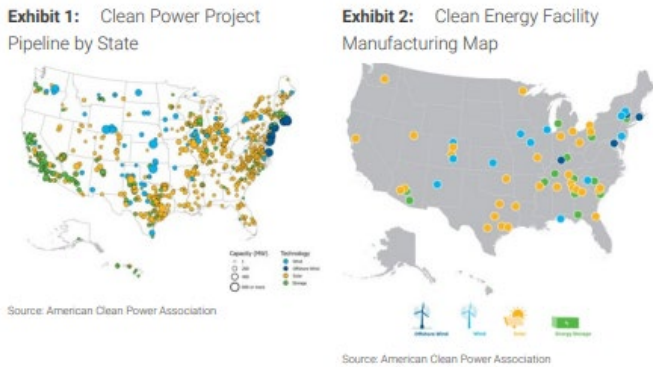 Exhibit 1: Clean Power Project
Pipeline by State
Capacity (MW)
Technology
Wind
Offshore Wind
Solar
Storage
Source: American Clean Power Association
Exhibit 2: Clean Energy Facility
Manufacturing Map
Offshore Wind
Wind
Solar
Energy Storage
Source: American Clean Power Association